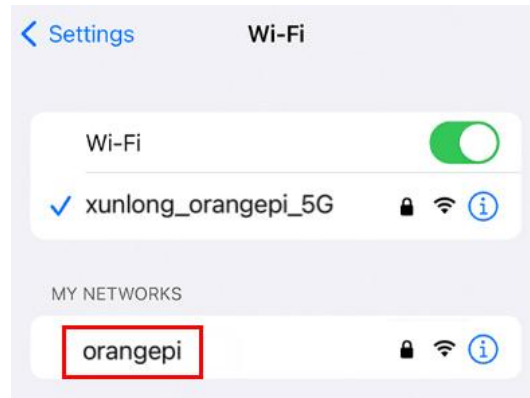 Settings
Wi-Fi
Wi-Fi
xunlong_orangepi_5G
MY NETWORKS
orangepi